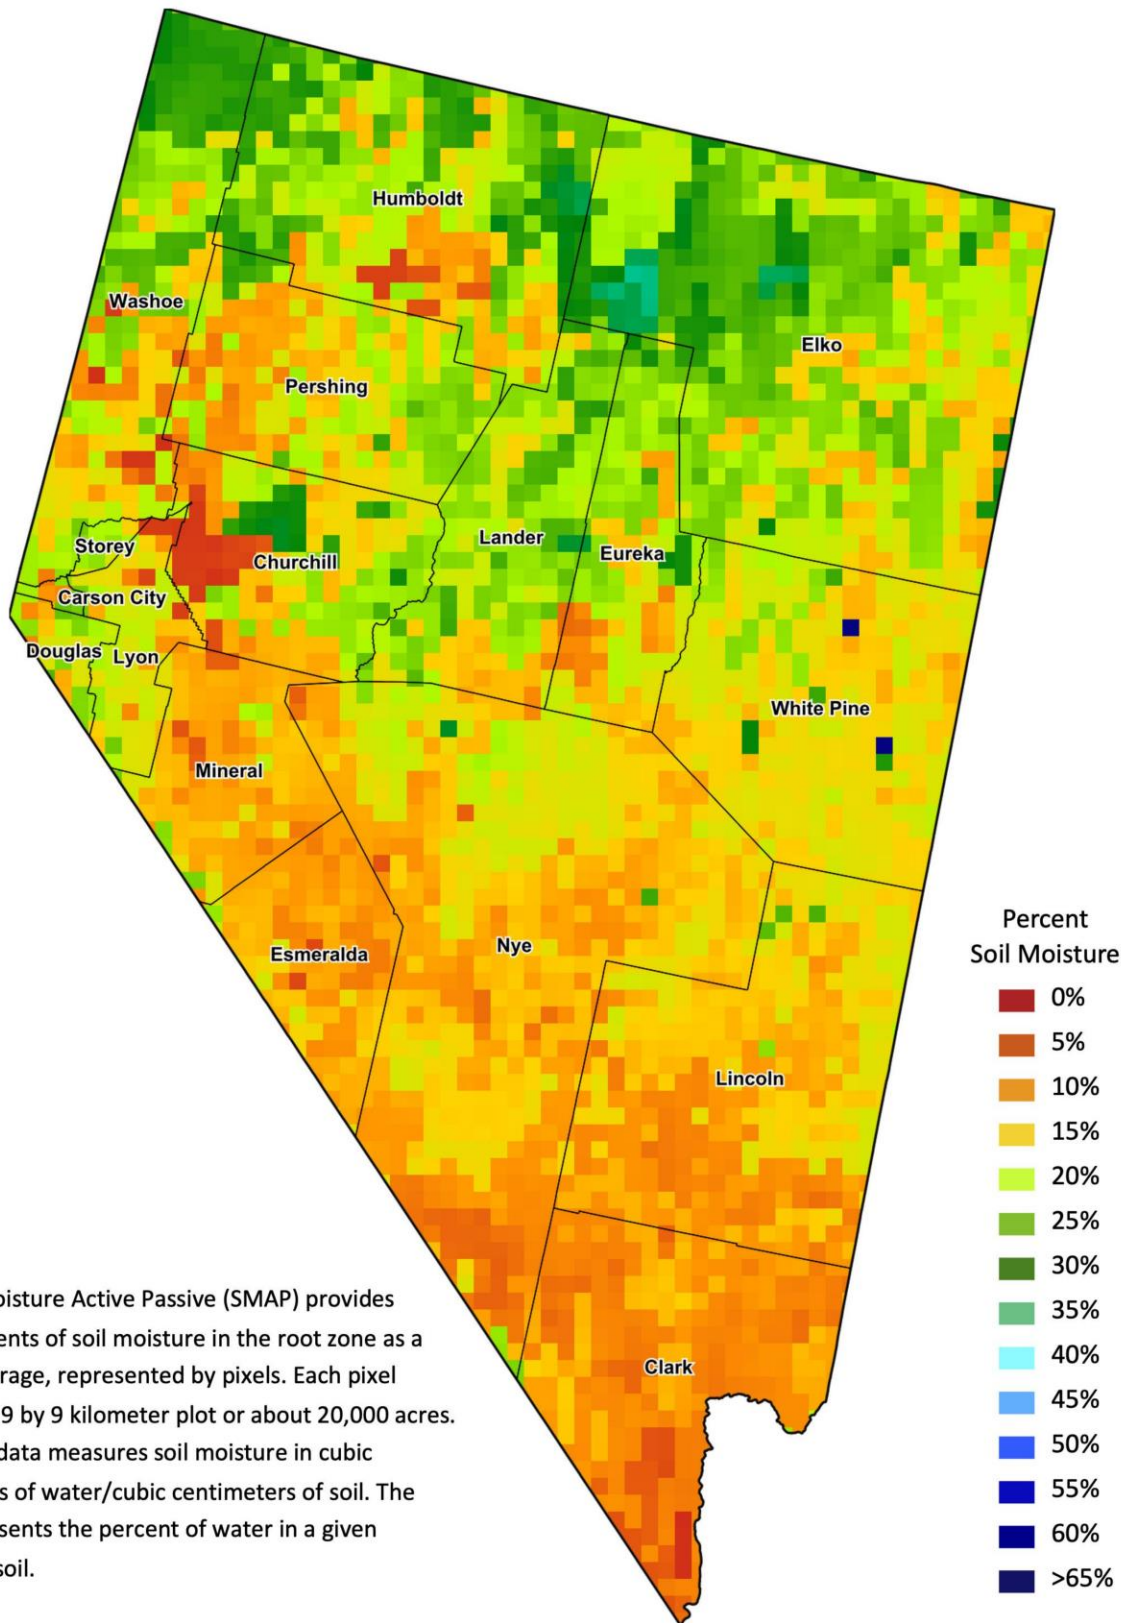 Humboldt
Washoe
Elko
Pershing
Storey
Churchill
Lander
Eureka
Carson City
Douglas
Lyon
White Pine
Mineral
Esmeralda
Nye
Lincoln
Clark
Percent
Soil Moisture
0%
5%
10%
15%
20%
25%
30%
35%
40%
45%
50%
55%
60%
>65%
oisture Active Passive (SMAP) provides
ents of soil moisture in the root zone as a
rage, represented by pixels. Each pixel
9 by 9 kilometer plot or about 20,000 acres.
data measures soil moisture in cubic
s of water/cubic centimeters of soil. The
sents the percent of water in a given
soil.